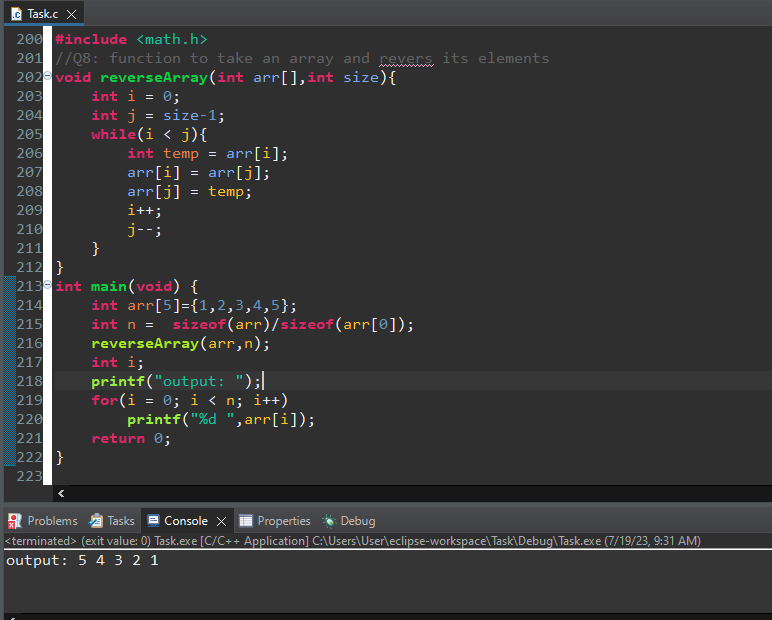 Task.c
200 #include <math.h>
201 //Q8: function to take an array and revers its elements
202 void reverseArray(int arr[],int size){
203     int i = 0;
204     int j = size-1;
205     while(i < j){
206         int temp = arr[i];
207         arr[i] = arr[j];
208         arr[j] = temp;
209         i++;
210         j--;
211     }
212 }
213 int main(void) {
214     int arr[5]={1,2,3,4,5};
215     int n =  sizeof(arr)/sizeof(arr[0]);
216     reverseArray(arr,n);
217     int i;
218     printf("output: ");
219     for(i = 0; i < n; i++)
220         printf("%d ",arr[i]);
221     return 0;
222 }
223
Problems Tasks Console Properties Debug
<terminated> (exit value: 0) Task.exe [C/C++ Application] C:\Users\User\eclipse-workspace\Task\Debug\Task.exe (7/19/23, 9:31 AM)
output: 5 4 3 2 1